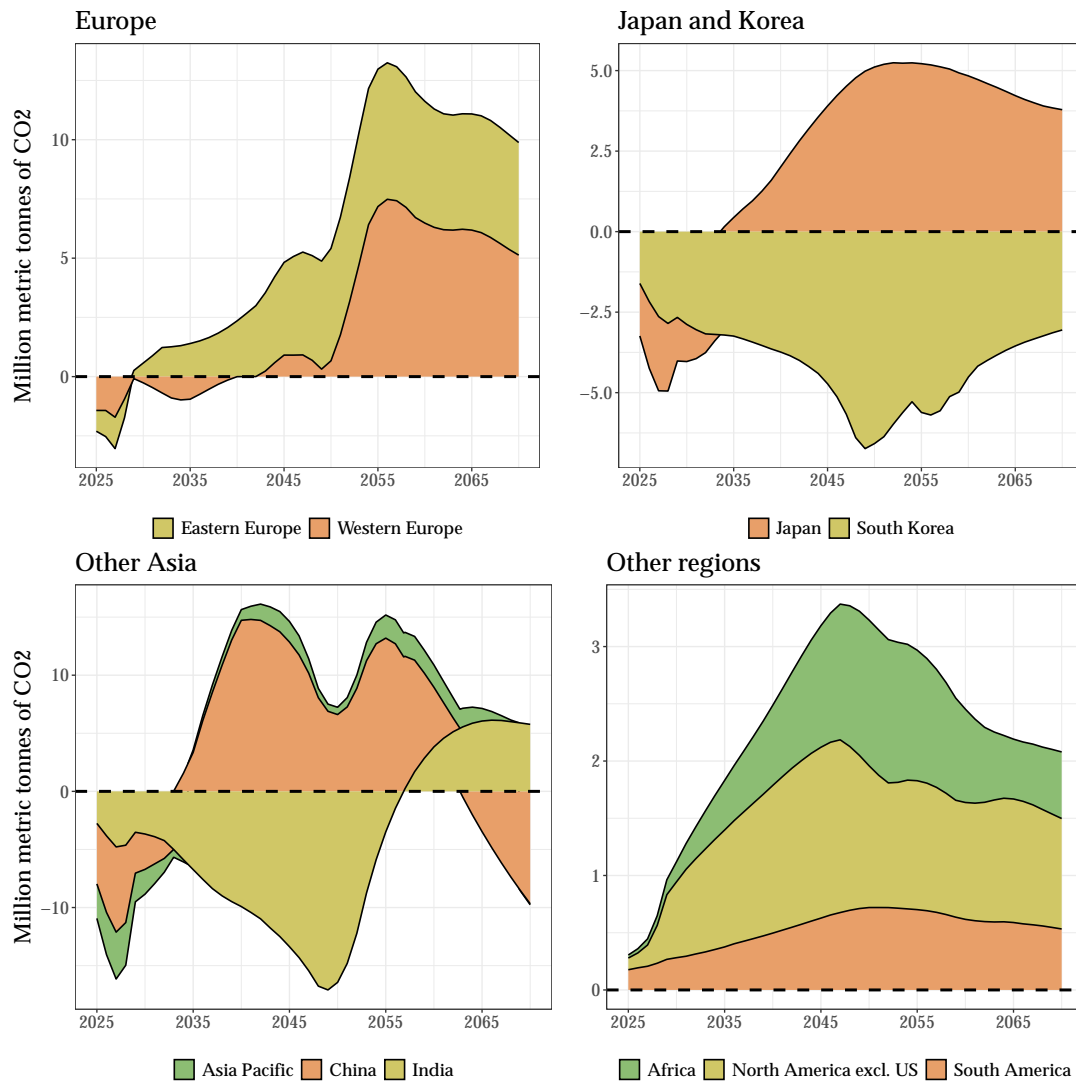 Europe
Million metric tonnes of CO2
10
5
0
2025 2035 2045 2055 2065
Eastern Europe Western Europe
Japan and Korea
5.0
2.5
0.0
−2.5
−5.0
2025 2035 2045 2055 2065
Japan South Korea
Other Asia
Million metric tonnes of CO2
10
0
−10
2025 2035 2045 2055 2065
Asia Pacific China India
Other regions
3
2
1
0
2025 2035 2045 2055 2065
Africa North America excl. US South America